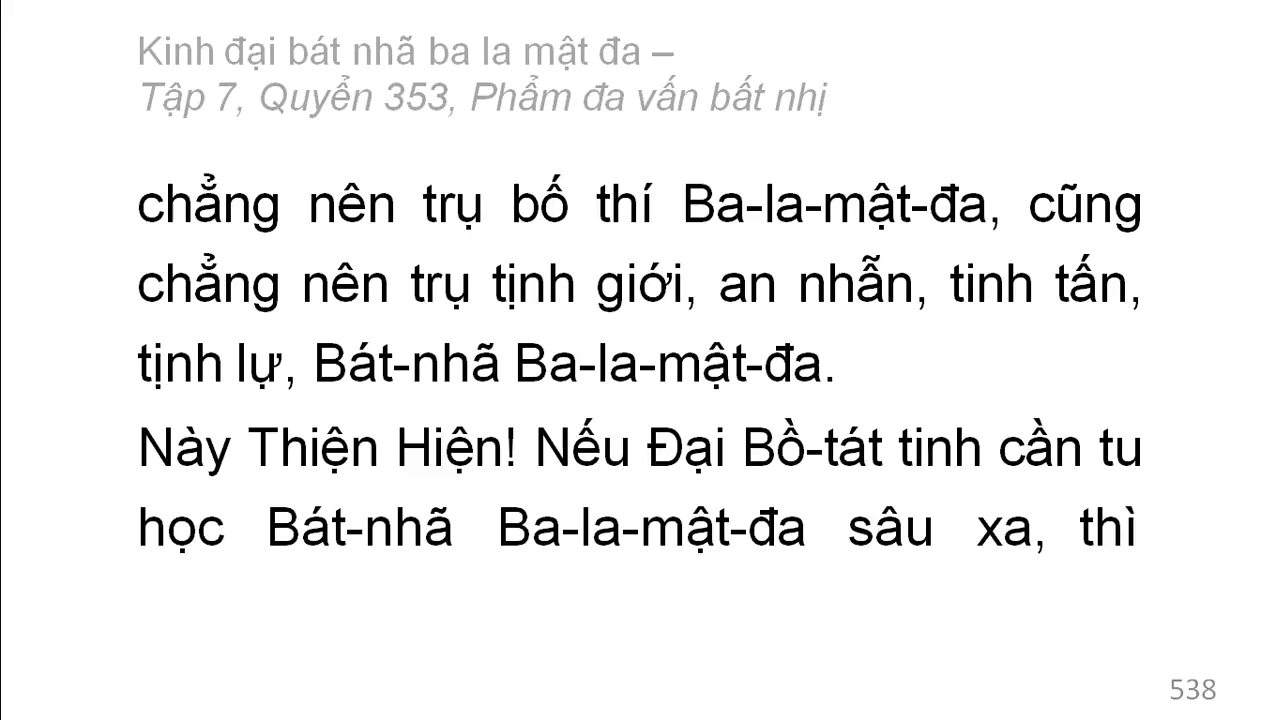 Kinh đại bát nhã ba la mật đa –
Tập 7, Quyển 353, Phẩm đa vấn bất nhị
chẳng nên trụ bố thí Ba-la-mật-đa, cũng
chẳng nên trụ tịnh giới, an nhẫn, tinh tấn,
tịnh lự, Bát-nhã Ba-la-mật-đa.
Này Thiện Hiện! Nếu Đại Bồ-tát tinh cần tu
học Bát-nhã Ba-la-mật-đa sâu xa, thì
538